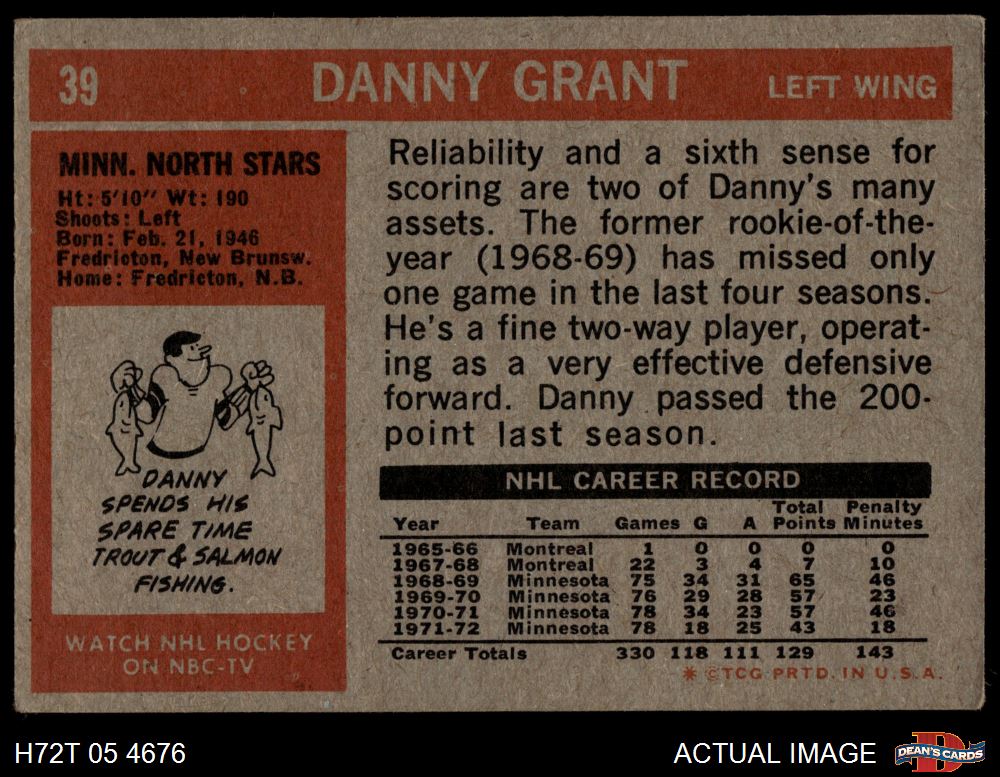 39 DANNY GRANT LEFT WING
MINN. NORTH STARS
Ht: 5'10" Wt: 190
Shoots: Left
Born: Feb. 21, 1946
Fredricton, New Brunsw.
Home: Fredricton, N.B.
DANNY
SPENDS HIS
SPARE TIME
TROUT & SALMON
FISHING.
WATCH NHL HOCKEY
ON NBC-TV
Reliability and a sixth sense for
scoring are two of Danny's many
assets. The former rookie-of-the-
year (1968-69) has missed only
one game in the last four seasons.
He's a fine two-way player, operat-
ing as a very effective defensive
forward. Danny passed the 200-
point last season.
NHL CAREER RECORD
Total Penalty
Year Team Games G A Points Minutes
1965-66 Montreal 1 0 0 0 0
1967-68 Montreal 22 3 4 7 10
1968-69 Minnesota 75 34 31 65 46
1969-70 Minnesota 76 29 28 57 23
1970-71 Minnesota 78 34 23 57 46
1971-72 Minnesota 78 18 25 43 18
Career Totals 330 118 111 129 143
* © TCG PRTD. IN U.S.A.
H72T 05 4676 ACTUAL IMAGE DEAN'S CARDS